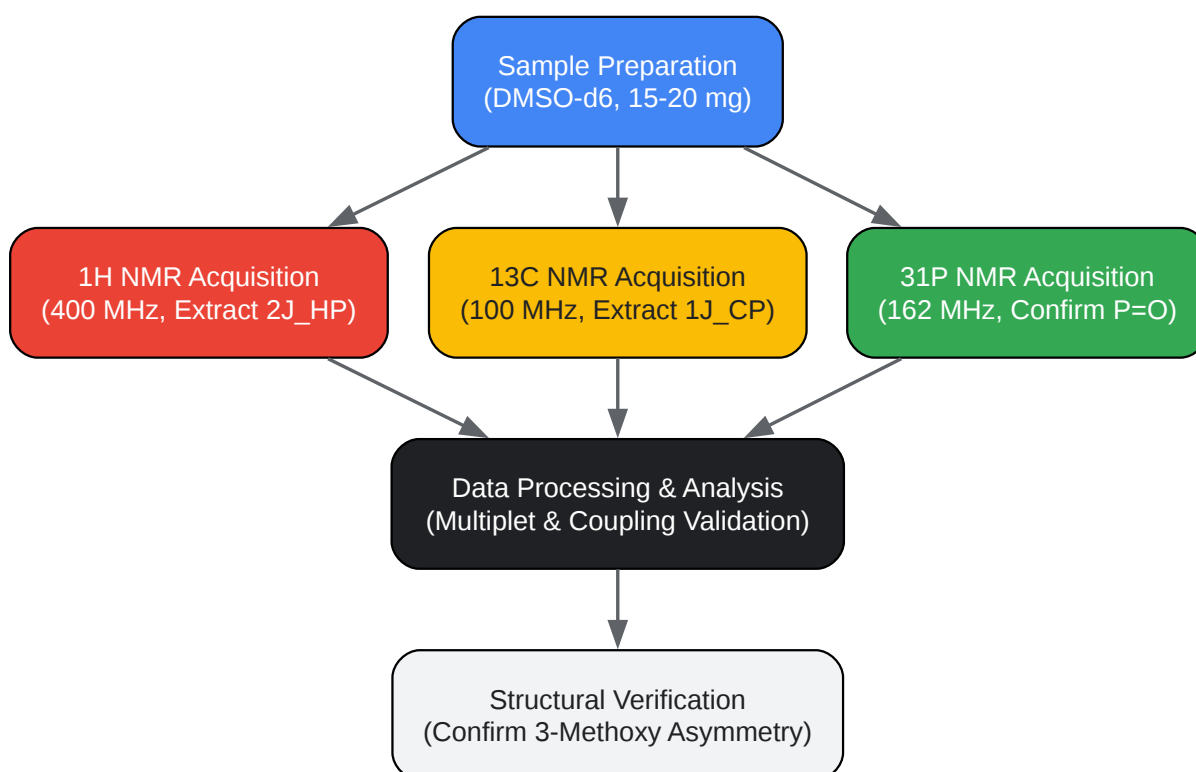 Sample Preparation
(DMSO-d6, 15-20 mg)
1H NMR Acquisition
(400 MHz, Extract 2J_HP)
13C NMR Acquisition
(100 MHz, Extract 1J_CP)
31P NMR Acquisition
(162 MHz, Confirm P=O)
Data Processing & Analysis
(Multiplet & Coupling Validation)
Structural Verification
(Confirm 3-Methoxy Asymmetry)